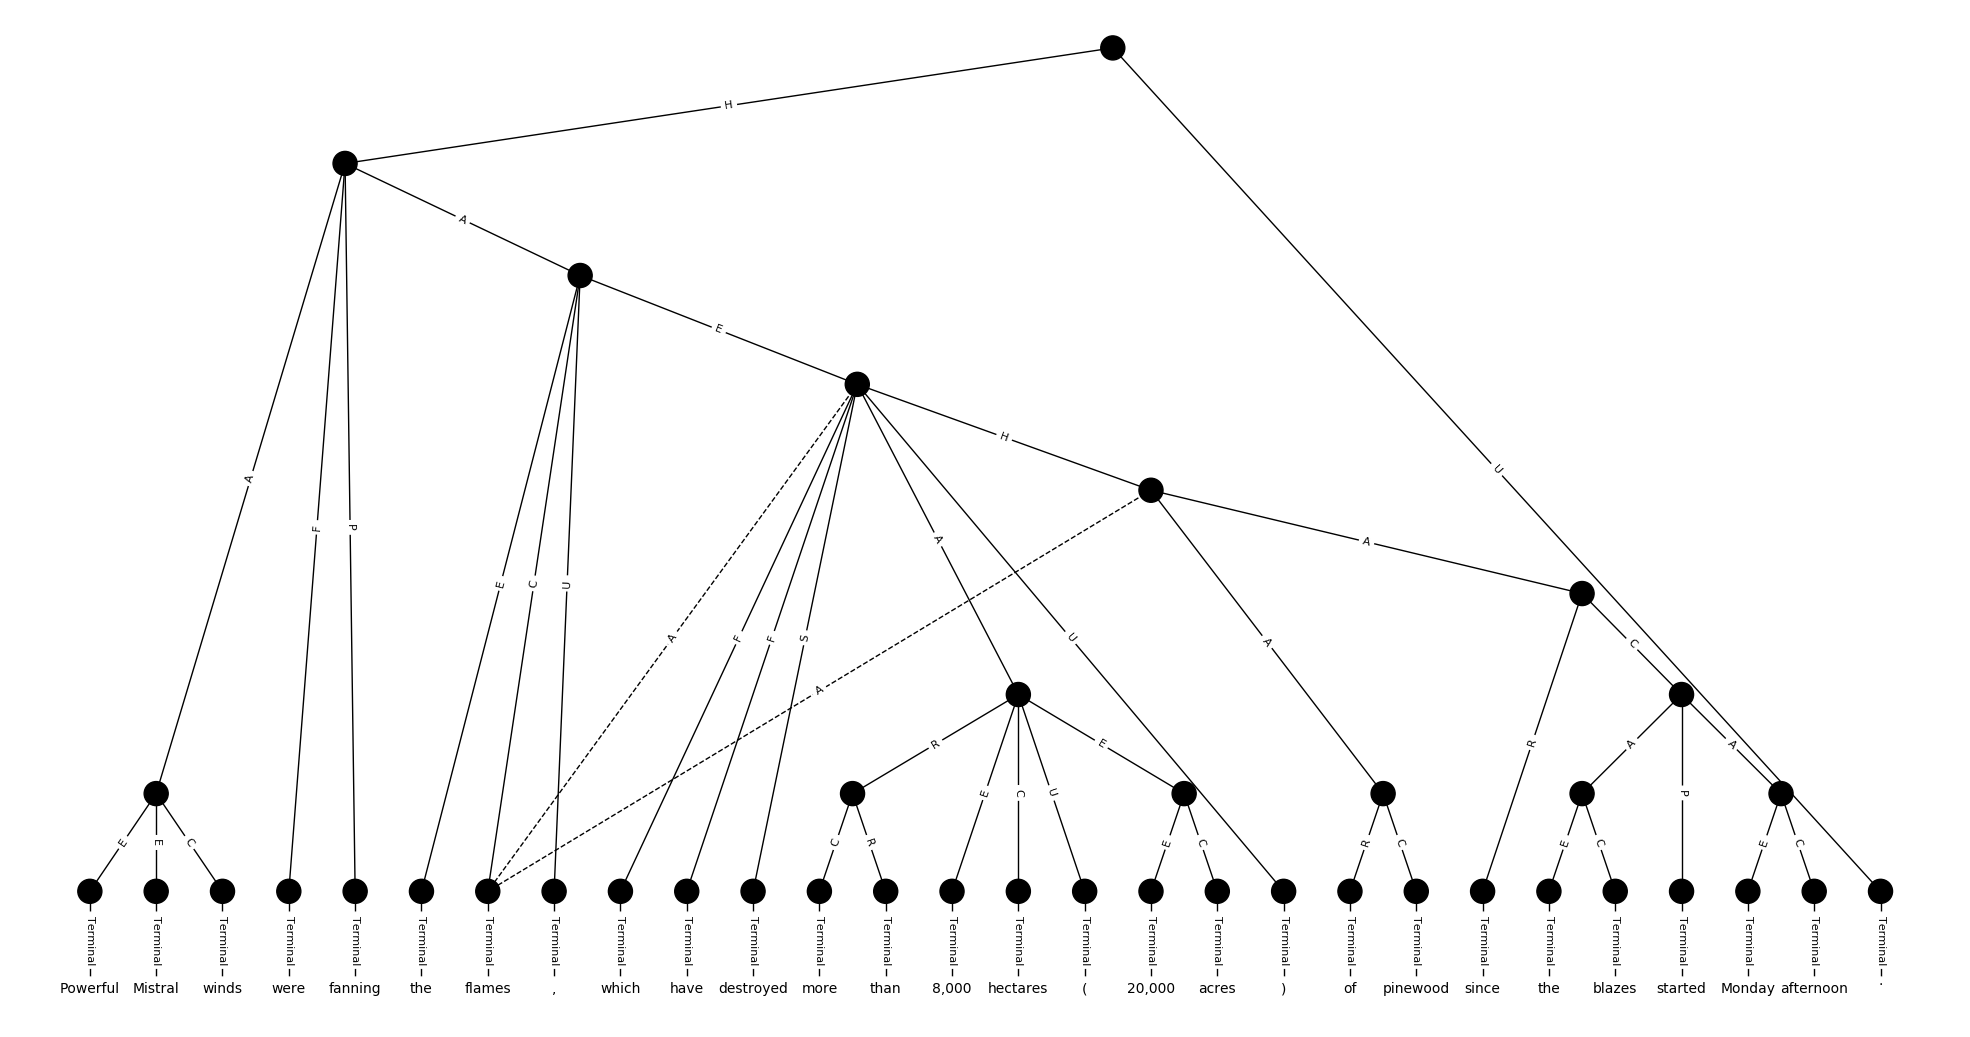 H
A
E
A
H
U
A
F
P
A
E
C
U
A
F
F
S
A
U
A
C
R
E
R
A
P
A
E
C
U
E
E
E
C
C
R
E
C
R
C
E
C
E
C
Terminal Terminal Terminal Terminal Terminal Terminal Terminal Terminal Terminal Terminal Terminal Terminal Terminal Terminal Terminal Terminal Terminal Terminal Terminal Terminal Terminal Terminal Terminal Terminal Terminal Terminal Terminal Terminal
Powerful Mistral winds were fanning the flames , which have destroyed more than 8,000 hectares ( 20,000 acres ) of pinewood since the blazes started Monday afternoon .